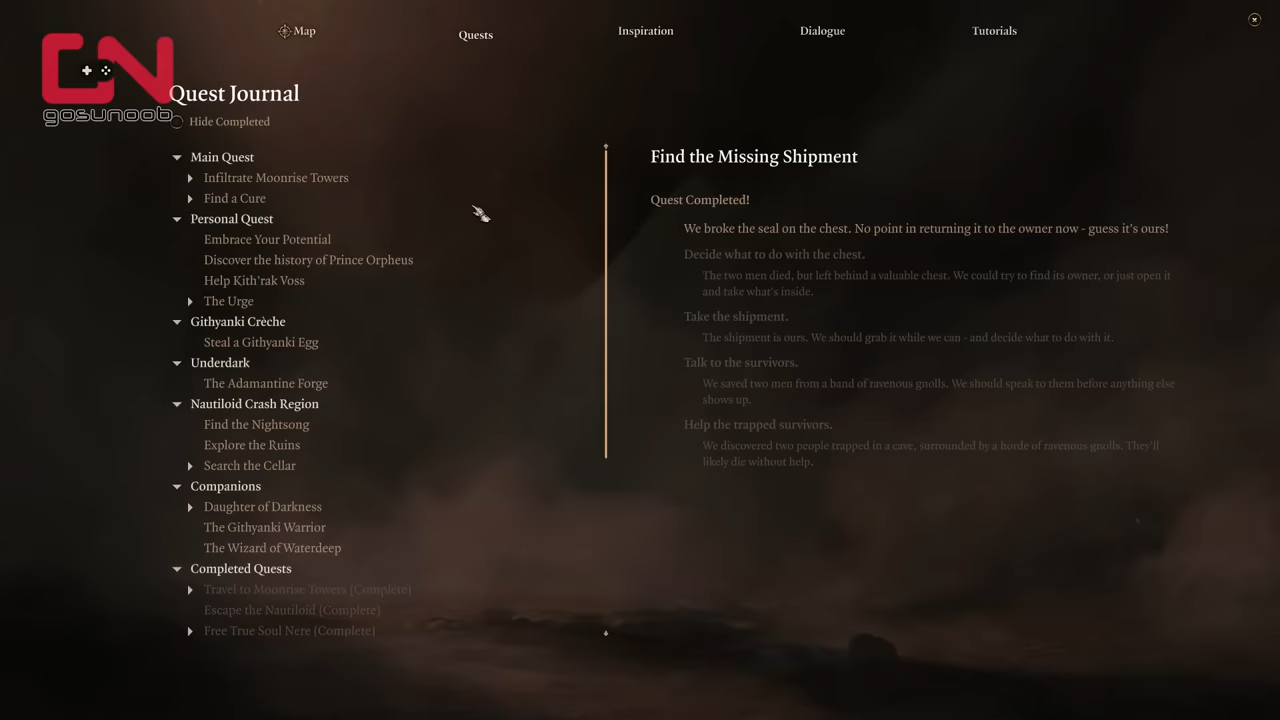 Map
Quests
Inspiration
Dialogue
Tutorials
GN
gosunoob
Quest Journal
Hide Completed
Main Quest
Infiltrate Moonrise Towers
Find a Cure
Personal Quest
Embrace Your Potential
Discover the history of Prince Orpheus
Help Kith'rak Voss
The Urge
Githyanki Crèche
Steal a Githyanki Egg
Underdark
The Adamantine Forge
Nautiloid Crash Region
Find the Nightsong
Explore the Ruins
Search the Cellar
Companions
Daughter of Darkness
The Githyanki Warrior
The Wizard of Waterdeep
Completed Quests
Travel to Moonrise Towers (Complete)
Escape the Nautiloid (Complete)
Free True Soul Nere (Complete)
Find the Missing Shipment
Quest Completed!
We broke the seal on the chest. No point in returning it to the owner now - guess it's ours!
Decide what to do with the chest.
The two men died, but left behind a valuable chest. We could try to find its owner, or just open it
and take what's inside.
Take the shipment.
The shipment is ours. We should grab it while we can - and decide what to do with it.
Talk to the survivors.
We saved two men from a band of ravenous gnolls. We should speak to them before anything else
shows up.
Help the trapped survivors.
We discovered two people trapped in a cave, surrounded by a horde of ravenous gnolls. They'll
likely die without help.